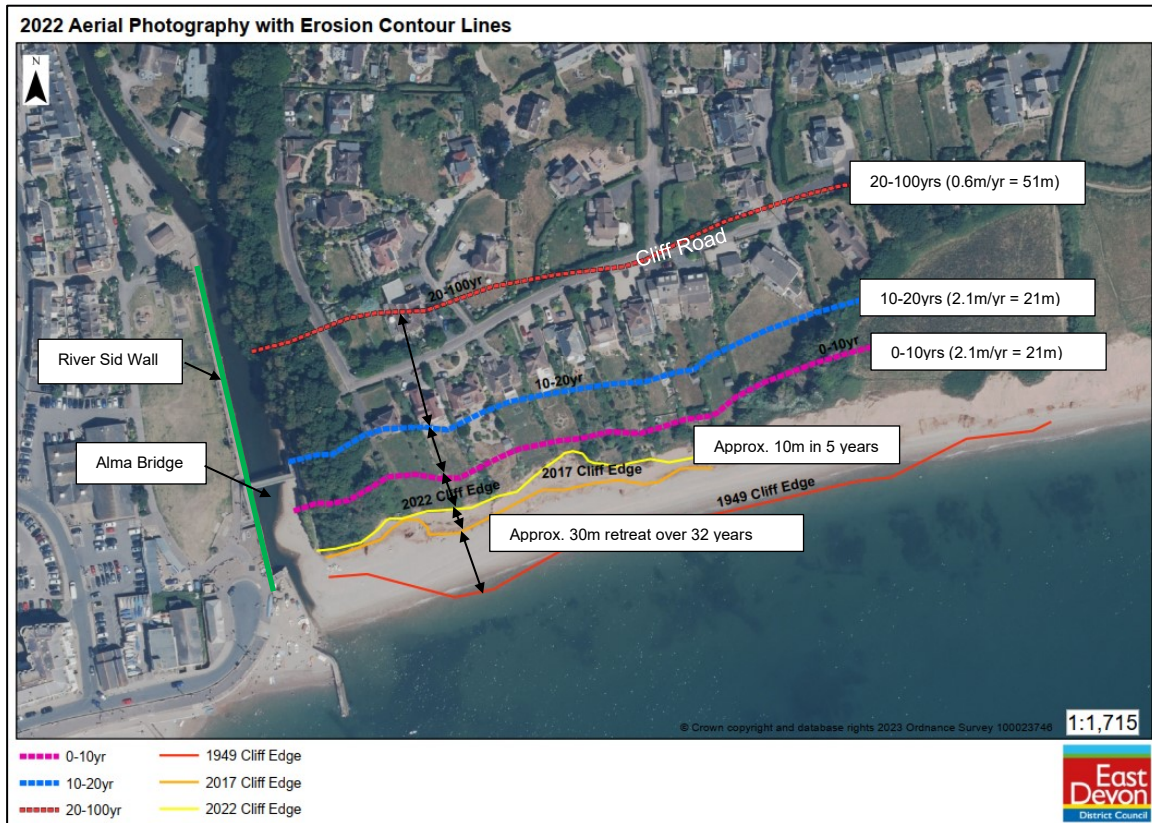 2022 Aerial Photography with Erosion Contour Lines
N
20-100yrs (0.6m/yr = 51m)
Cliff Road
20-100yr
10-20yrs (2.1m/yr = 21m)
0-10yrs (2.1m/yr = 21m)
0-10yr
River Sid Wall
10-20yr
Approx. 10m in 5 years
Alma Bridge
2017 Cliff Edge
2022 Cliff Edge
1949 Cliff Edge
Approx. 30m retreat over 32 years
© Crown copyright and database rights 2023 Ordnance Survey 100023746
1:1,715
0-10yr
10-20yr
20-100yr
1949 Cliff Edge
2017 Cliff Edge
2022 Cliff Edge
East
Devon
District Council